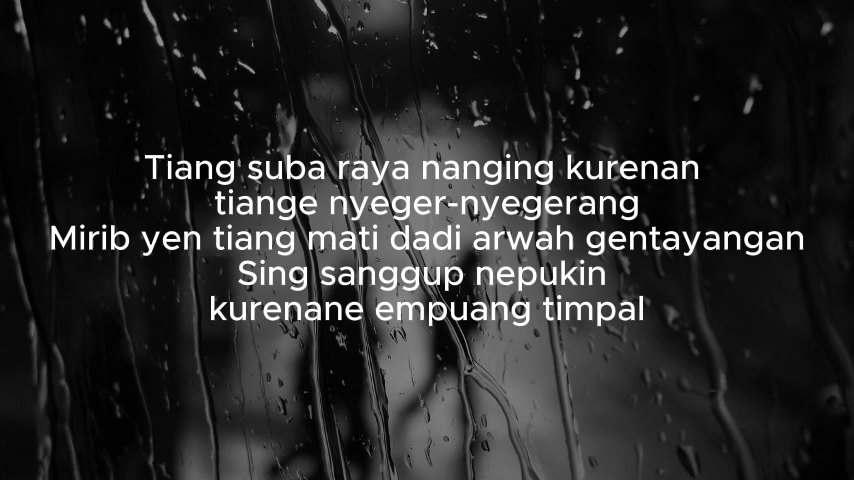 Tiang suba raya nanging kurenan
tiange nyeger-nyegerang
Mirib yen tiang mati dadi arwah gentayangan
Sing sanggup nepukin
kurenane empuang timpal